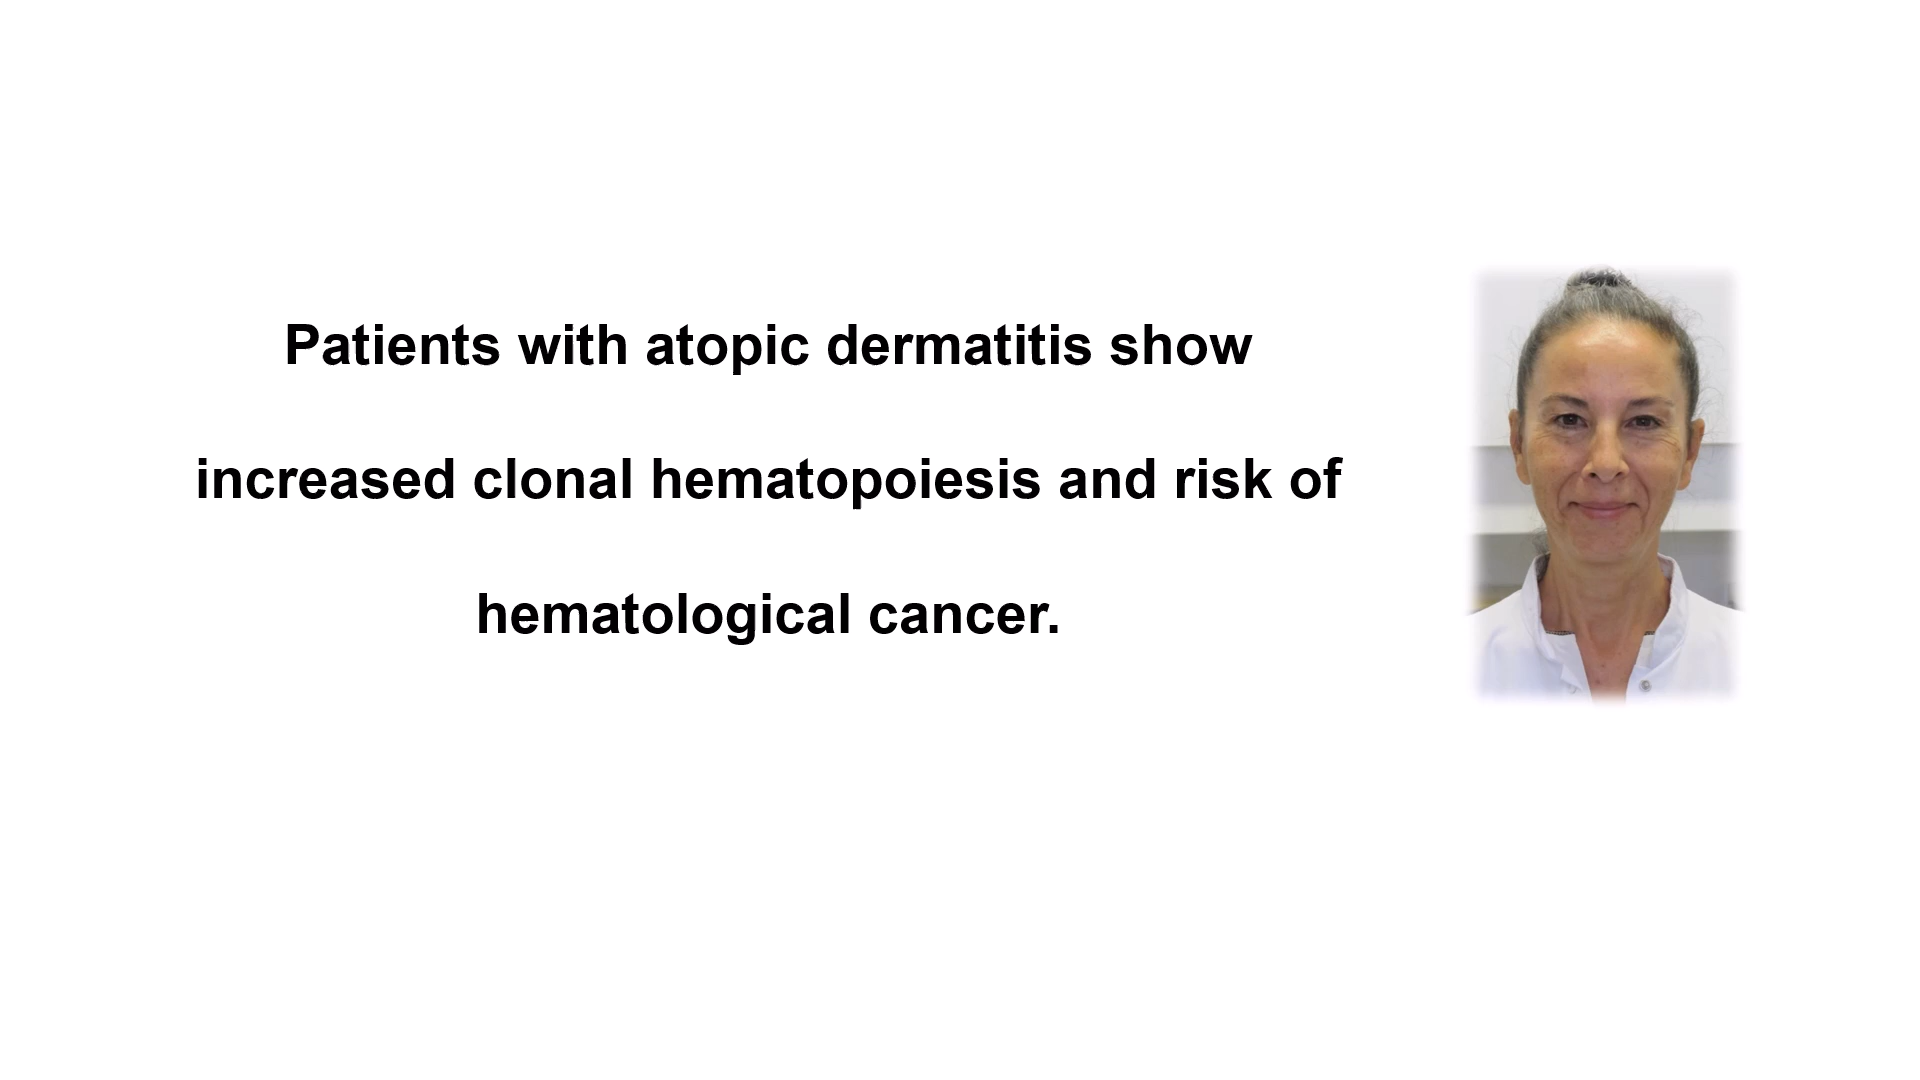 Patients with atopic dermatitis show
increased clonal hematopoiesis and risk of
hematological cancer.